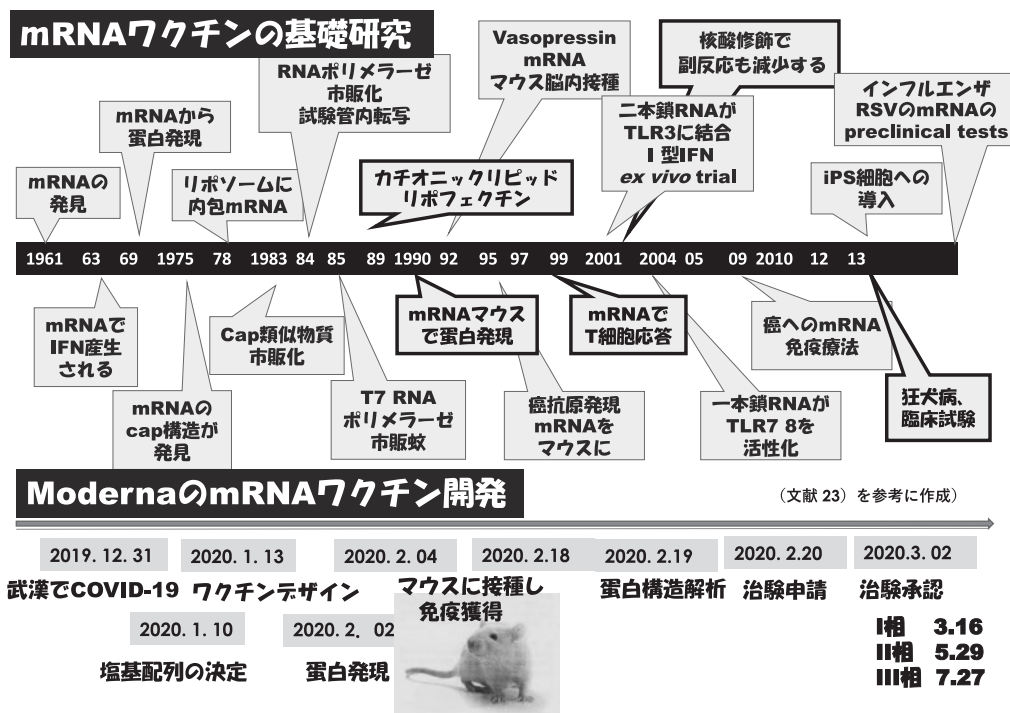 mRNAワクチンの基礎研究
mRNAの
発見
mRNAから
蛋白発現
リポソームに
内包mRNA
RNAポリメラーゼ
市販化
試験管内転写
カチオニックリピッド
リポフェクチン
Vasopressin
mRNA
マウス脳内接種
二本鎖RNAが
TLR3に結合
I 型IFN
ex vivo trial
核酸修飾で
副反応も減少する
iPS細胞への
導入
インフルエンザ
RSVのmRNAの
preclinical tests
1961 63 69 1975 78 1983 84 85 89 1990 92 95 97 99 2001 2004 05 09 2010 12 13
mRNAで
IFN産生
される
mRNAの
cap構造が
発見
Cap類似物質
市販化
T7 RNA
ポリメラーゼ
市販蚊
mRNAマウス
で蛋白発現
癌抗原発現
mRNAを
マウスに
mRNAで
T細胞応答
一本鎖RNAが
TLR7 8を
活性化
癌へのmRNA
免疫療法
狂犬病、
臨床試験
ModernaのmRNAワクチン開発
（文献 23）を参考に作成）
2019. 12. 31
武漢でCOVID-19
2020. 1. 10
塩基配列の決定
2020. 1. 13
ワクチンデザイン
2020. 2. 02
蛋白発現
2020. 2. 04
2020. 2.18
マウスに接種し
免疫獲得
2020. 2.19
蛋白構造解析
2020. 2.20
治験申請
2020.3. 02
治験承認
I相 3.16
II相 5.29
III相 7.27